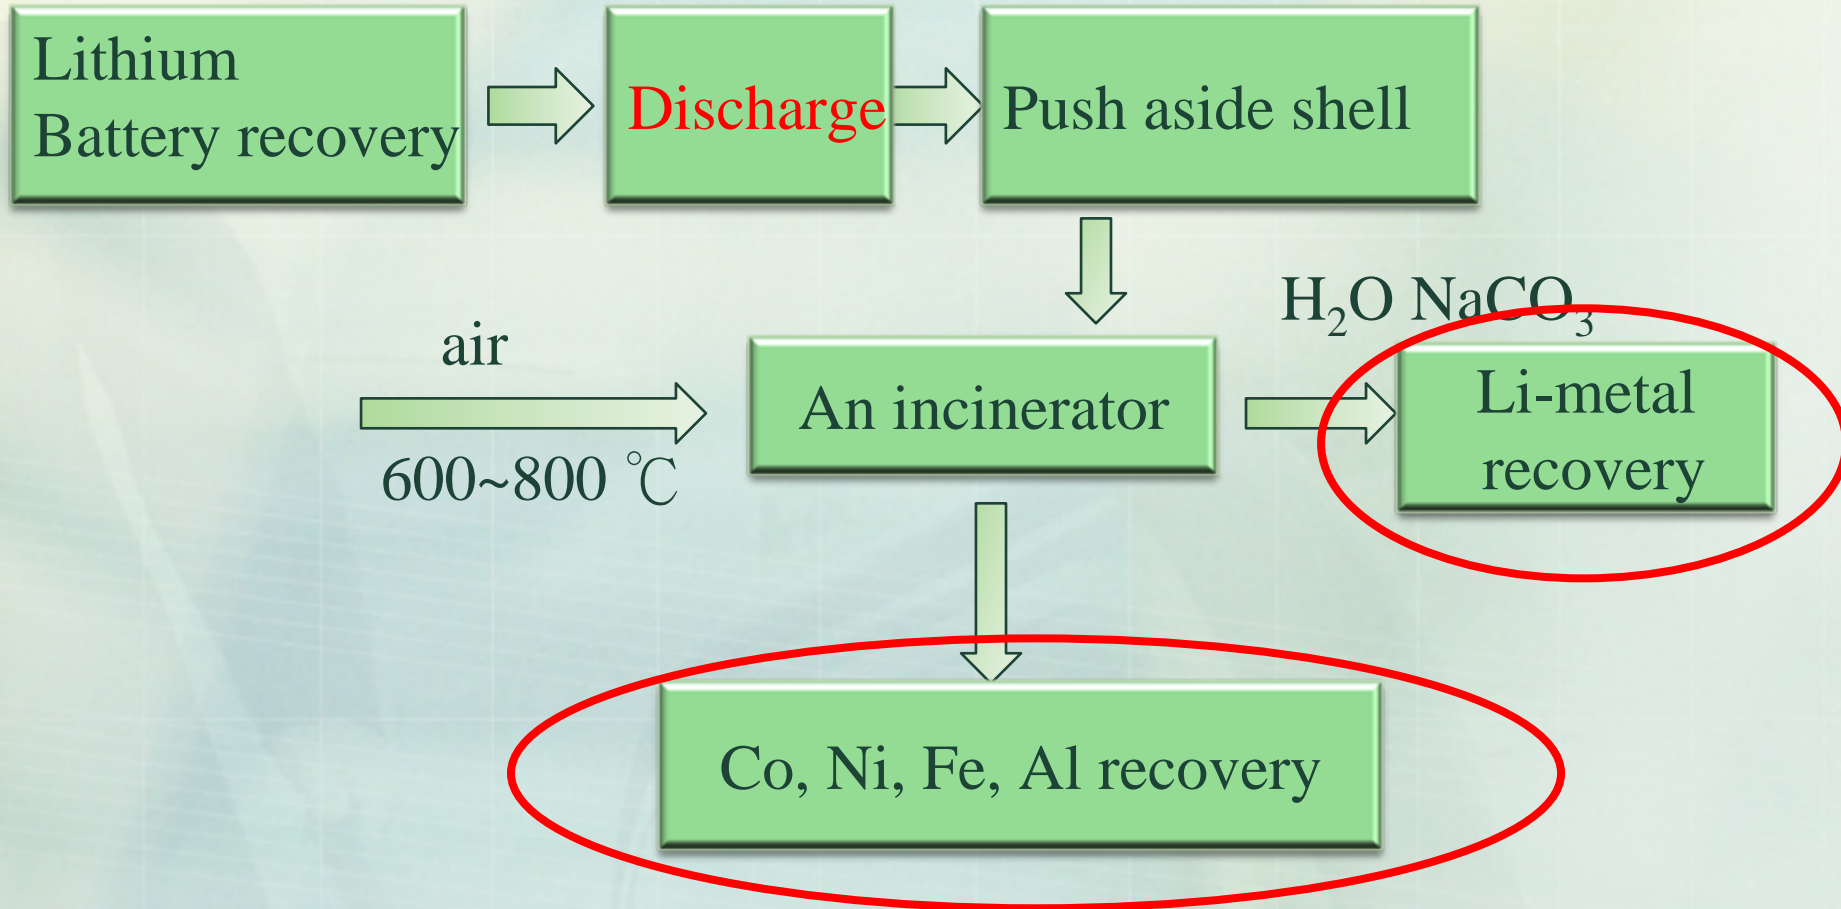 Lithium
Battery recovery
Discharge
Push aside shell
H₂O NaCO₃
air
600~800 ℃
An incinerator
Li-metal
recovery
Co, Ni, Fe, Al recovery